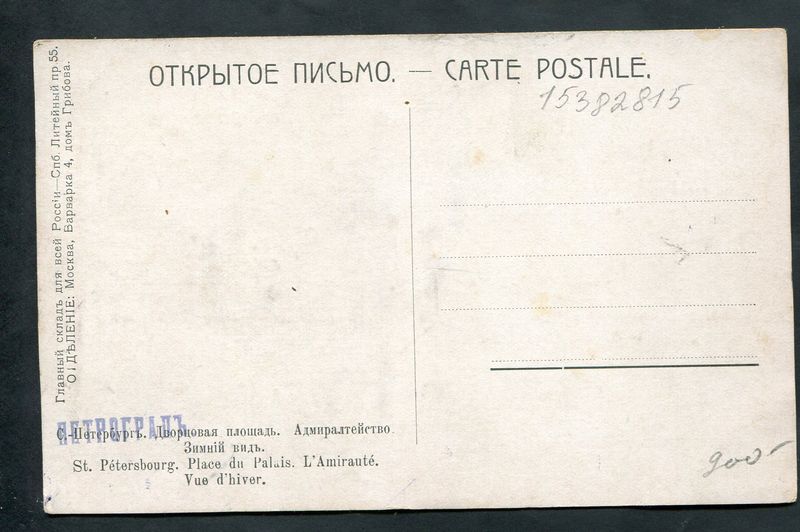 ОТКРЫТОЕ ПИСЬМО. — CARTE POSTALE.
15382815
Главный складъ для всей Россіи—Спб. Литейный пр. 55.
ОТДѢЛЕНІЕ: Москва, Варварка 4, домъ Грибова.
ПЕТРОГРАДЪ
С.-Петербургъ. Дворцовая площадь. Адмиралтейство.
Зимній видъ.
St. Pétersbourg. Place du Palais. L'Amirauté.
Vue d'hiver.
900-